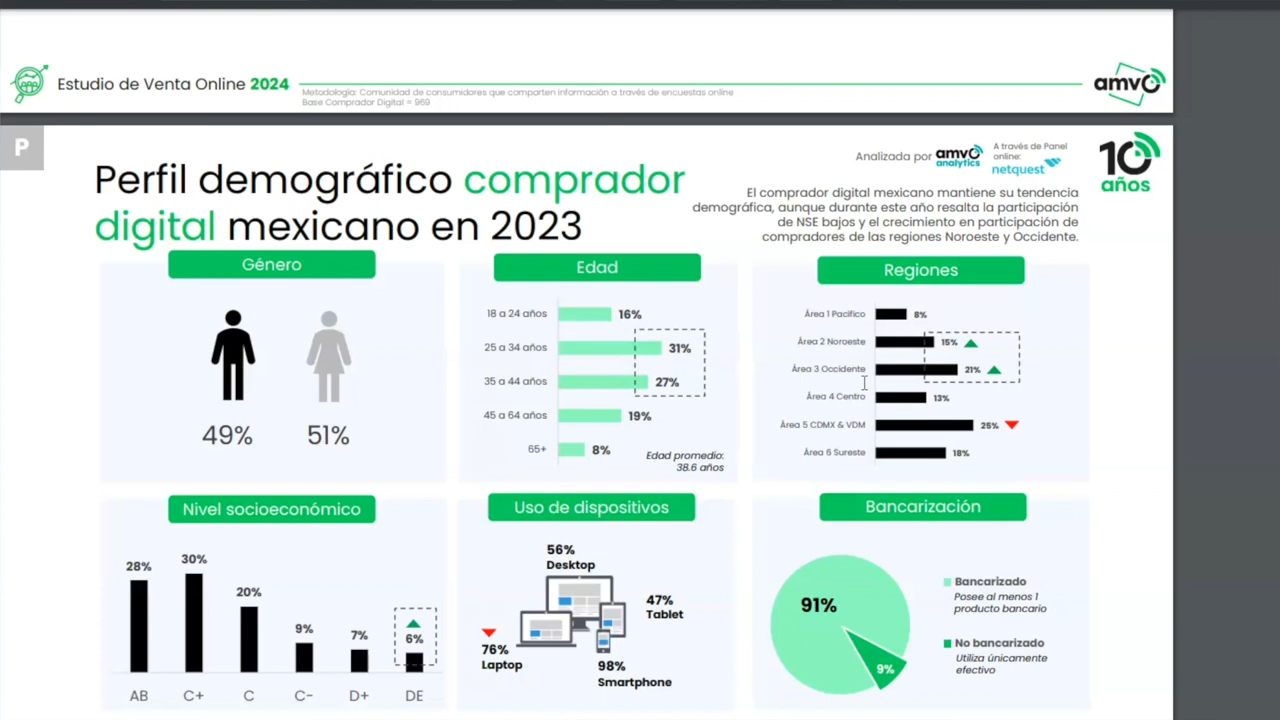 Estudio de Venta Online 2024
Metodología: Comunidad de consumidores que comparten información a través de encuestas online
Base Comprador Digital = 969
amvo
P
Perfil demográfico comprador
digital mexicano en 2023
Analizada por amvo analytics
A través de Panel
online:
netquest
10
años
El comprador digital mexicano mantiene su tendencia
demográfica, aunque durante este año resalta la participación
de NSE bajos y el crecimiento en participación de
compradores de las regiones Noroeste y Occidente.
Género
49%
51%
Edad
18 a 24 años 16%
25 a 34 años 31%
35 a 44 años 27%
45 a 64 años 19%
65+ 8%
Edad promedio:
38.6 años
Regiones
Área 1 Pacifico 8%
Área 2 Noroeste 15%
Área 3 Occidente 21%
Área 4 Centro 13%
Área 5 CDMX & VDM 25%
Área 6 Sureste 18%
Nivel socioeconómico
28% 30% 20% 9% 7% 6%
AB C+ C C- D+ DE
Uso de dispositivos
56%
Desktop
47%
Tablet
76%
Laptop
98%
Smartphone
Bancarización
91%
9%
Bancarizado
Posee al menos 1
producto bancario
No bancarizado
Utiliza únicamente
efectivo